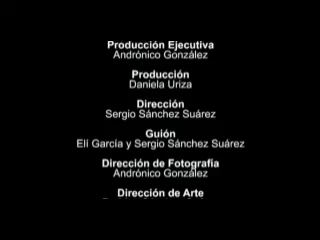 Producción Ejecutiva
Andrónico González
Producción
Daniela Uriza
Dirección
Sergio Sánchez Suárez
Guión
Elí García y Sergio Sánchez Suárez
Dirección de Fotografía
Andrónico González
Dirección de Arte